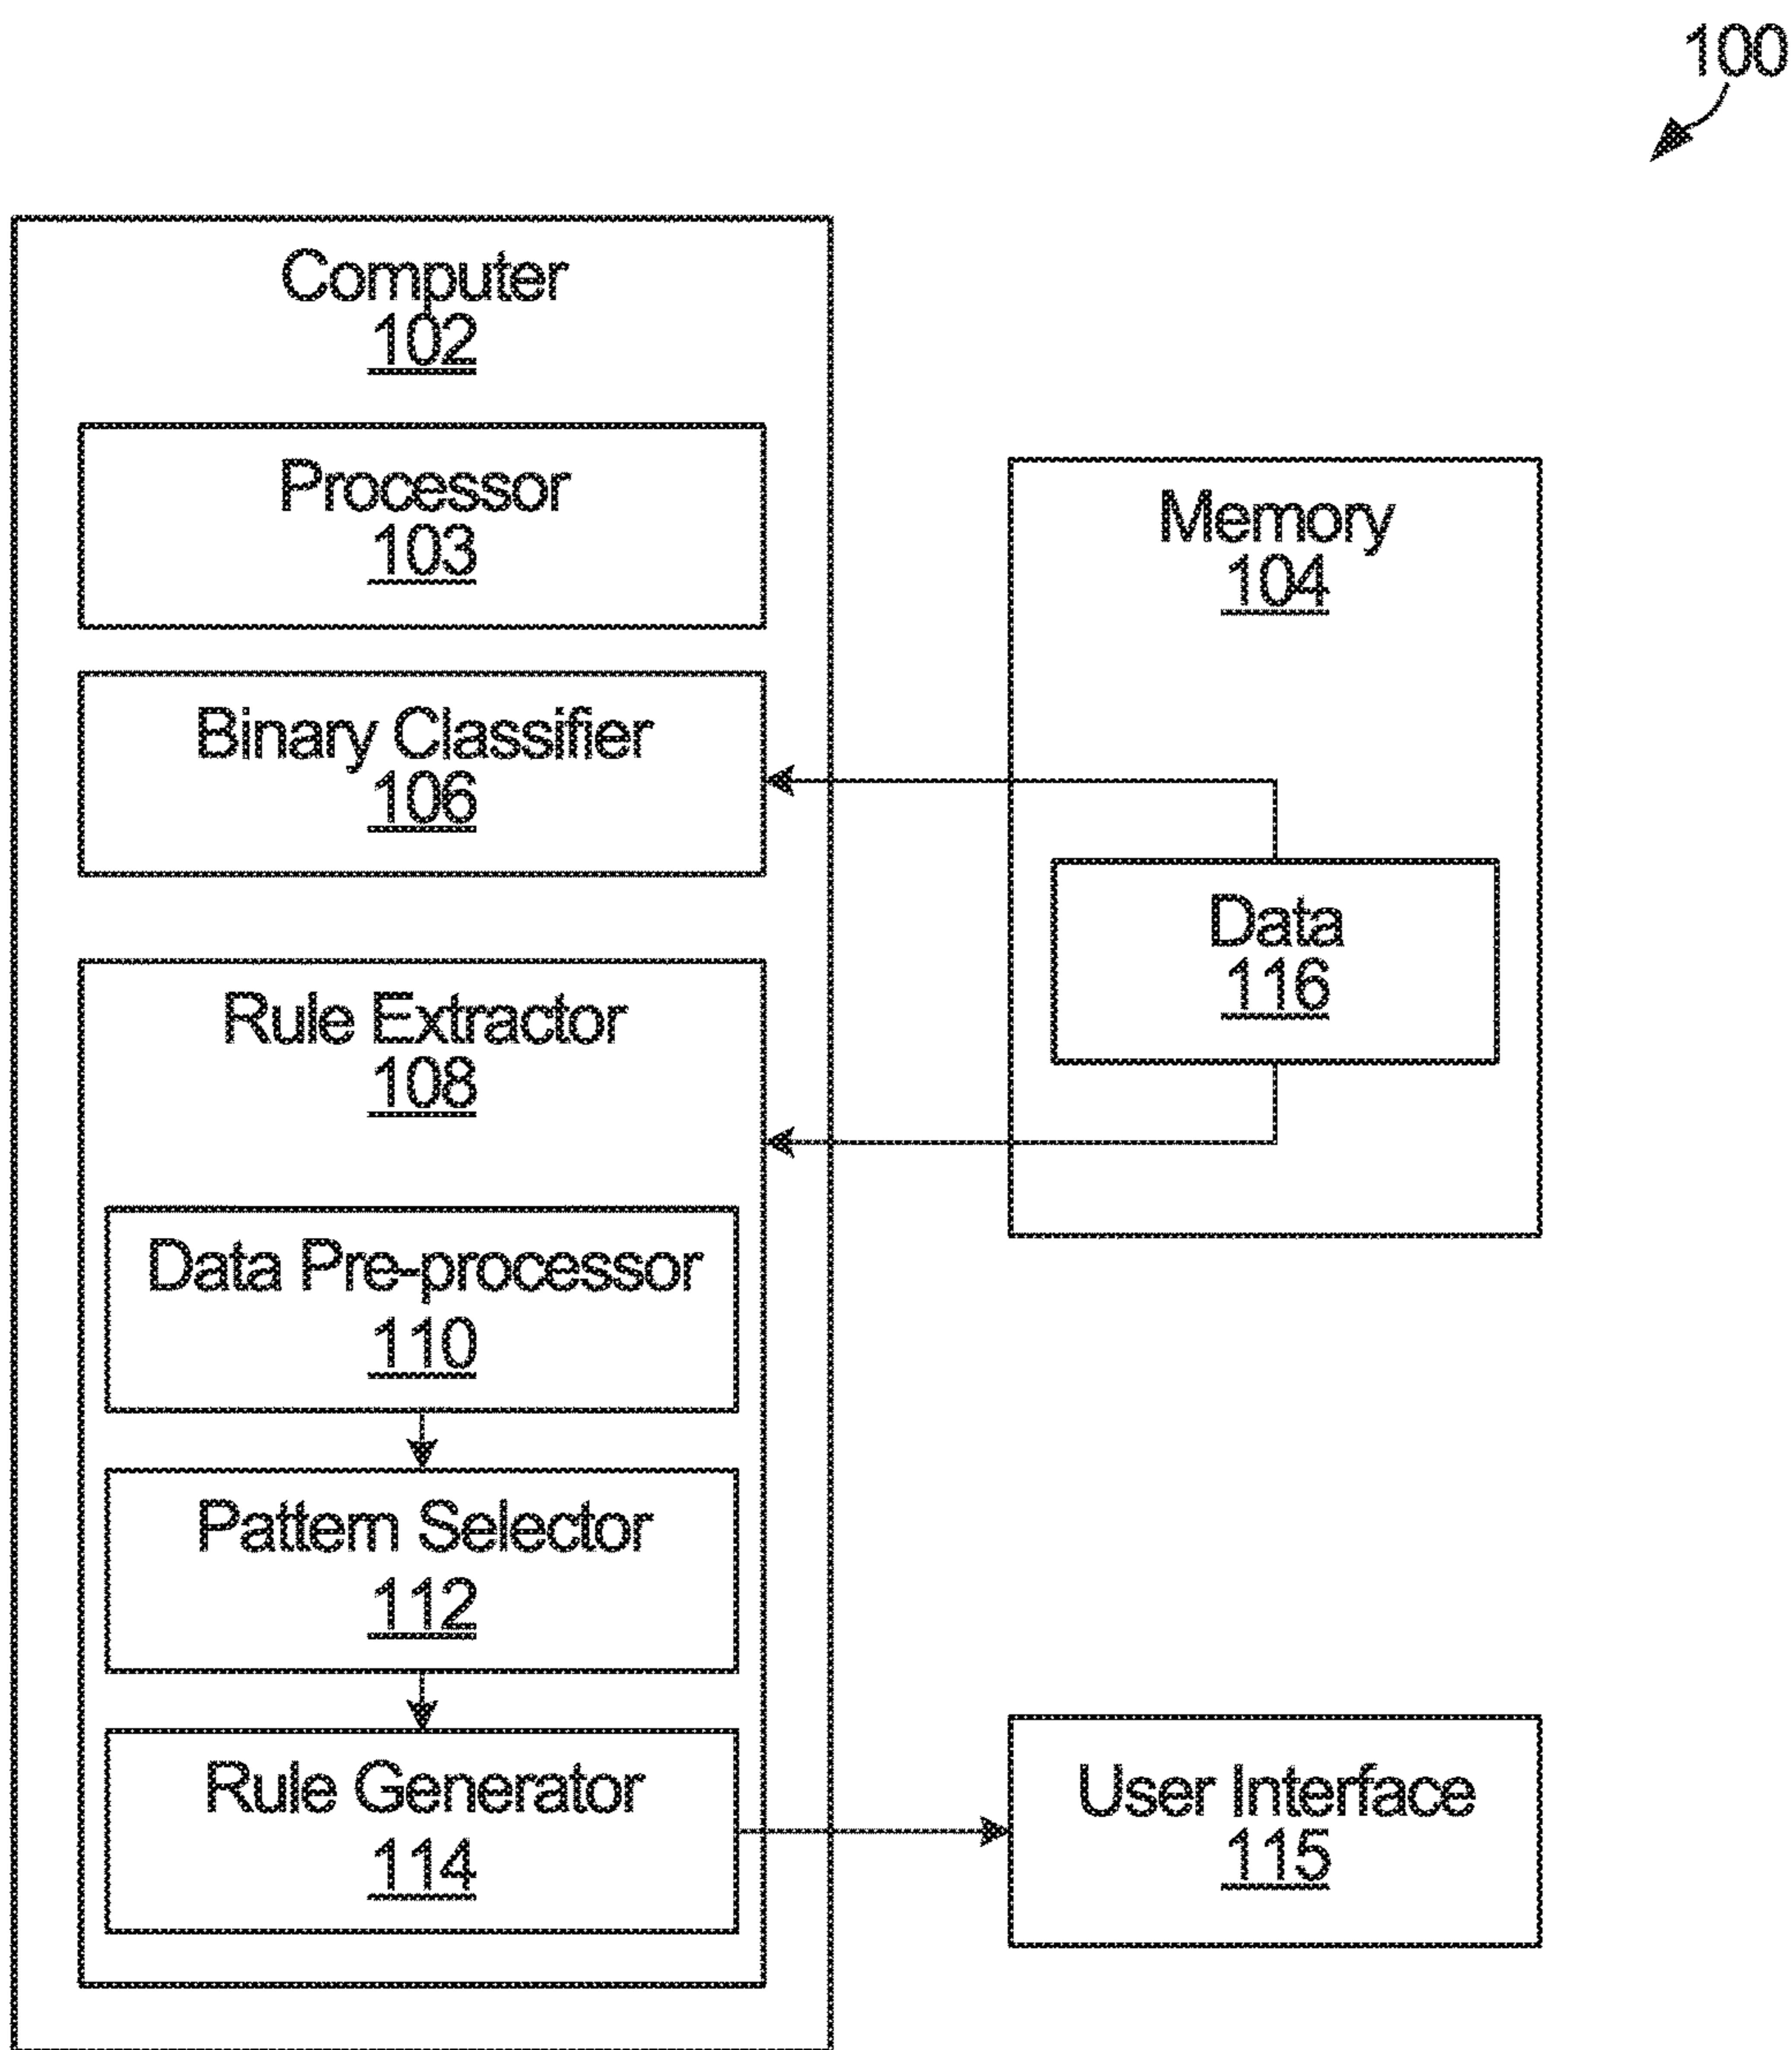 100
Computer
102
Processor
103
Binary Classifier
106
Rule Extractor
108
Data Pre-processor
110
Pattern Selector
112
Rule Generator
114
Memory
104
Data
116
User Interface
115